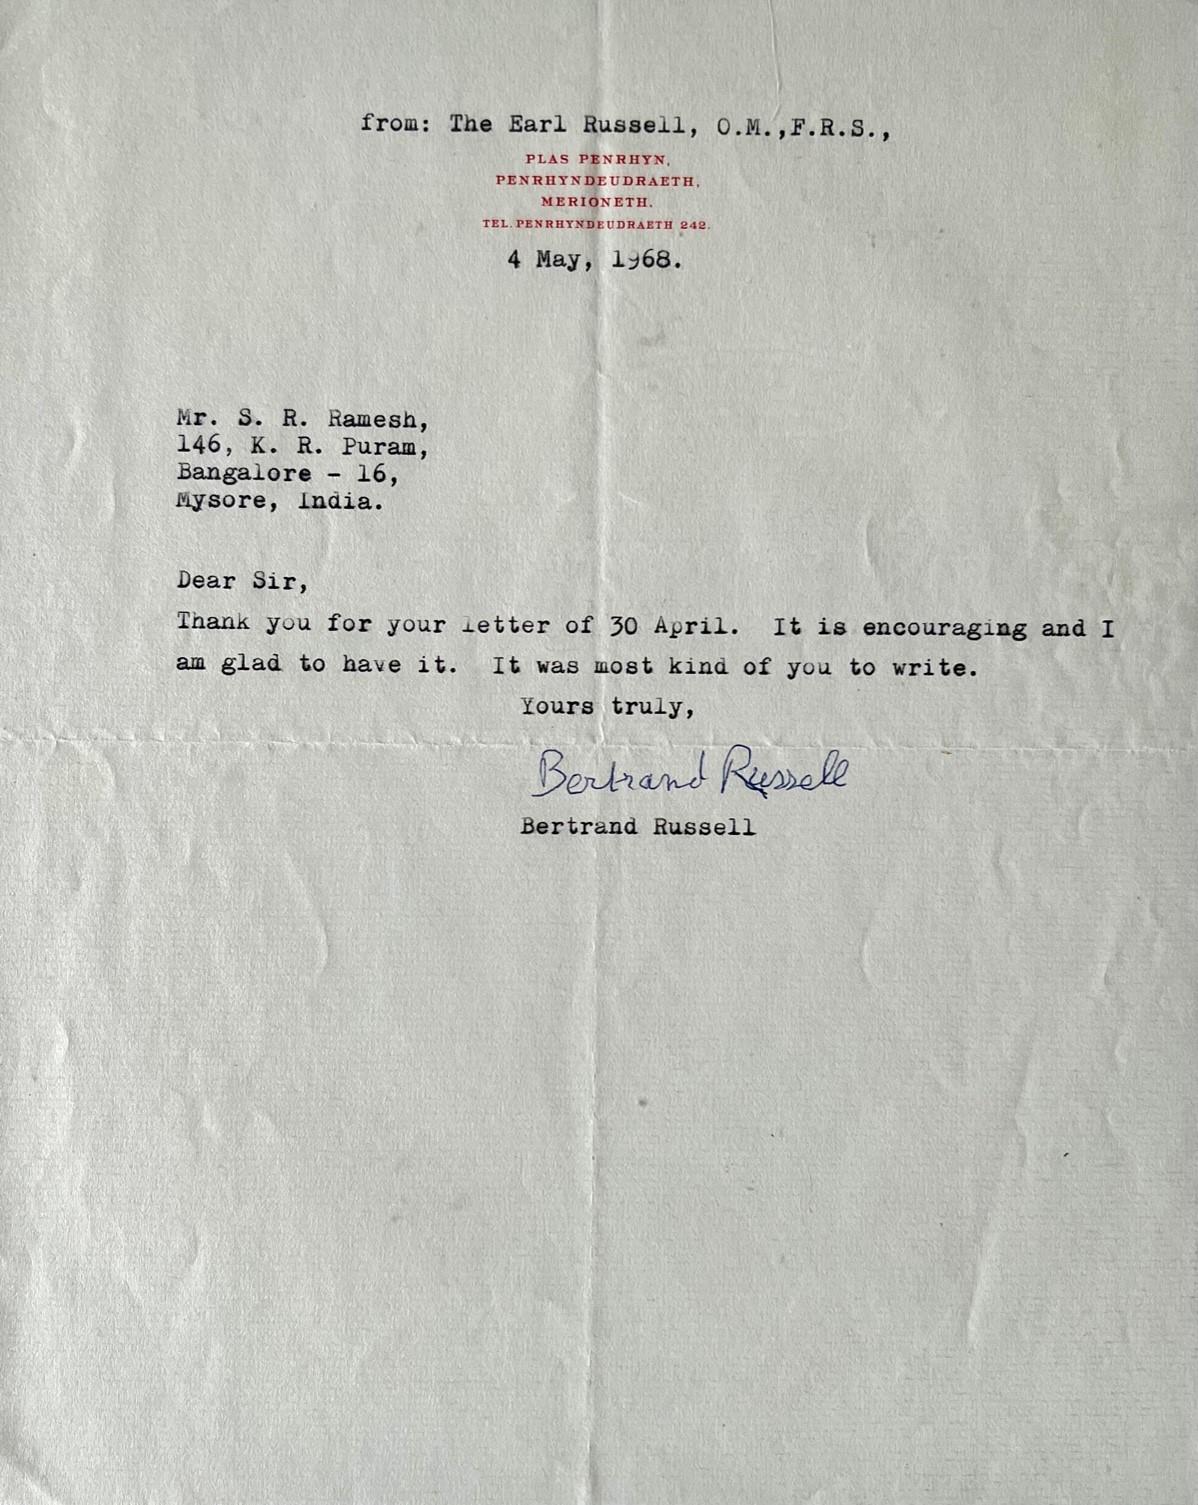 from: The Earl Russell, O.M.,F.R.S.,
PLAS PENRHYN,
PENRHYNDEUDRAETH,
MERIONETH.
TEL. PENRHYNDEUDRAETH 242.
4 May, 1968.
Mr. S. R. Ramesh,
146, K. R. Puram,
Bangalore - 16,
Mysore, India.
Dear Sir,
Thank you for your letter of 30 April. It is encouraging and I
am glad to have it. It was most kind of you to write.
Yours truly,
Bertrand Russell
Bertrand Russell